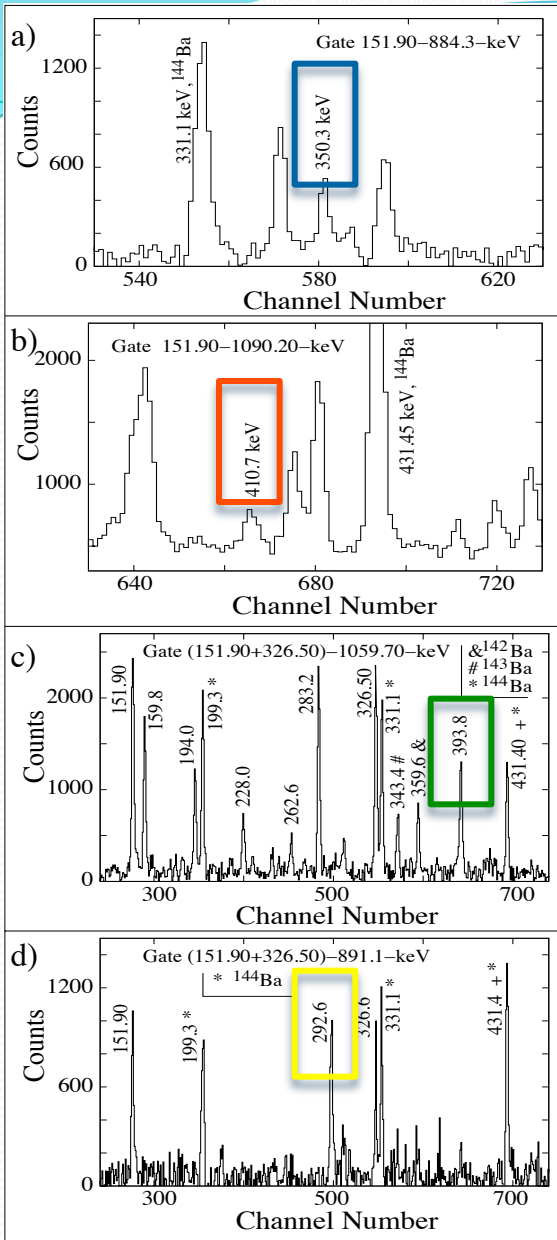 a)
Gate 151.90−884.3−keV
331.1 keV, ¹⁴⁴Ba
350.3 keV
Counts
1200
600
0
540 580 620
Channel Number
b)
Gate 151.90−1090.20−keV
431.45 keV, ¹⁴⁴Ba
410.7 keV
Counts
2000
1000
640 680 720
Channel Number
c)
Gate (151.90+326.50)−1059.70−keV
&¹⁴²Ba
#¹⁴³Ba
*¹⁴⁴Ba
151.90
159.8
194.0
199.3 *
228.0
262.6
283.2
326.50
331.1 *
343.4 #
359.6 &
393.8
431.40 + *
Counts
2000
1000
0
300 500 700
Channel Number
d)
Gate (151.90+326.50)−891.1−keV
* ¹⁴⁴Ba
151.90
199.3 *
292.6
326.6
331.1 *
431.4 + *
Counts
1200
600
0
300 500 700
Channel Number